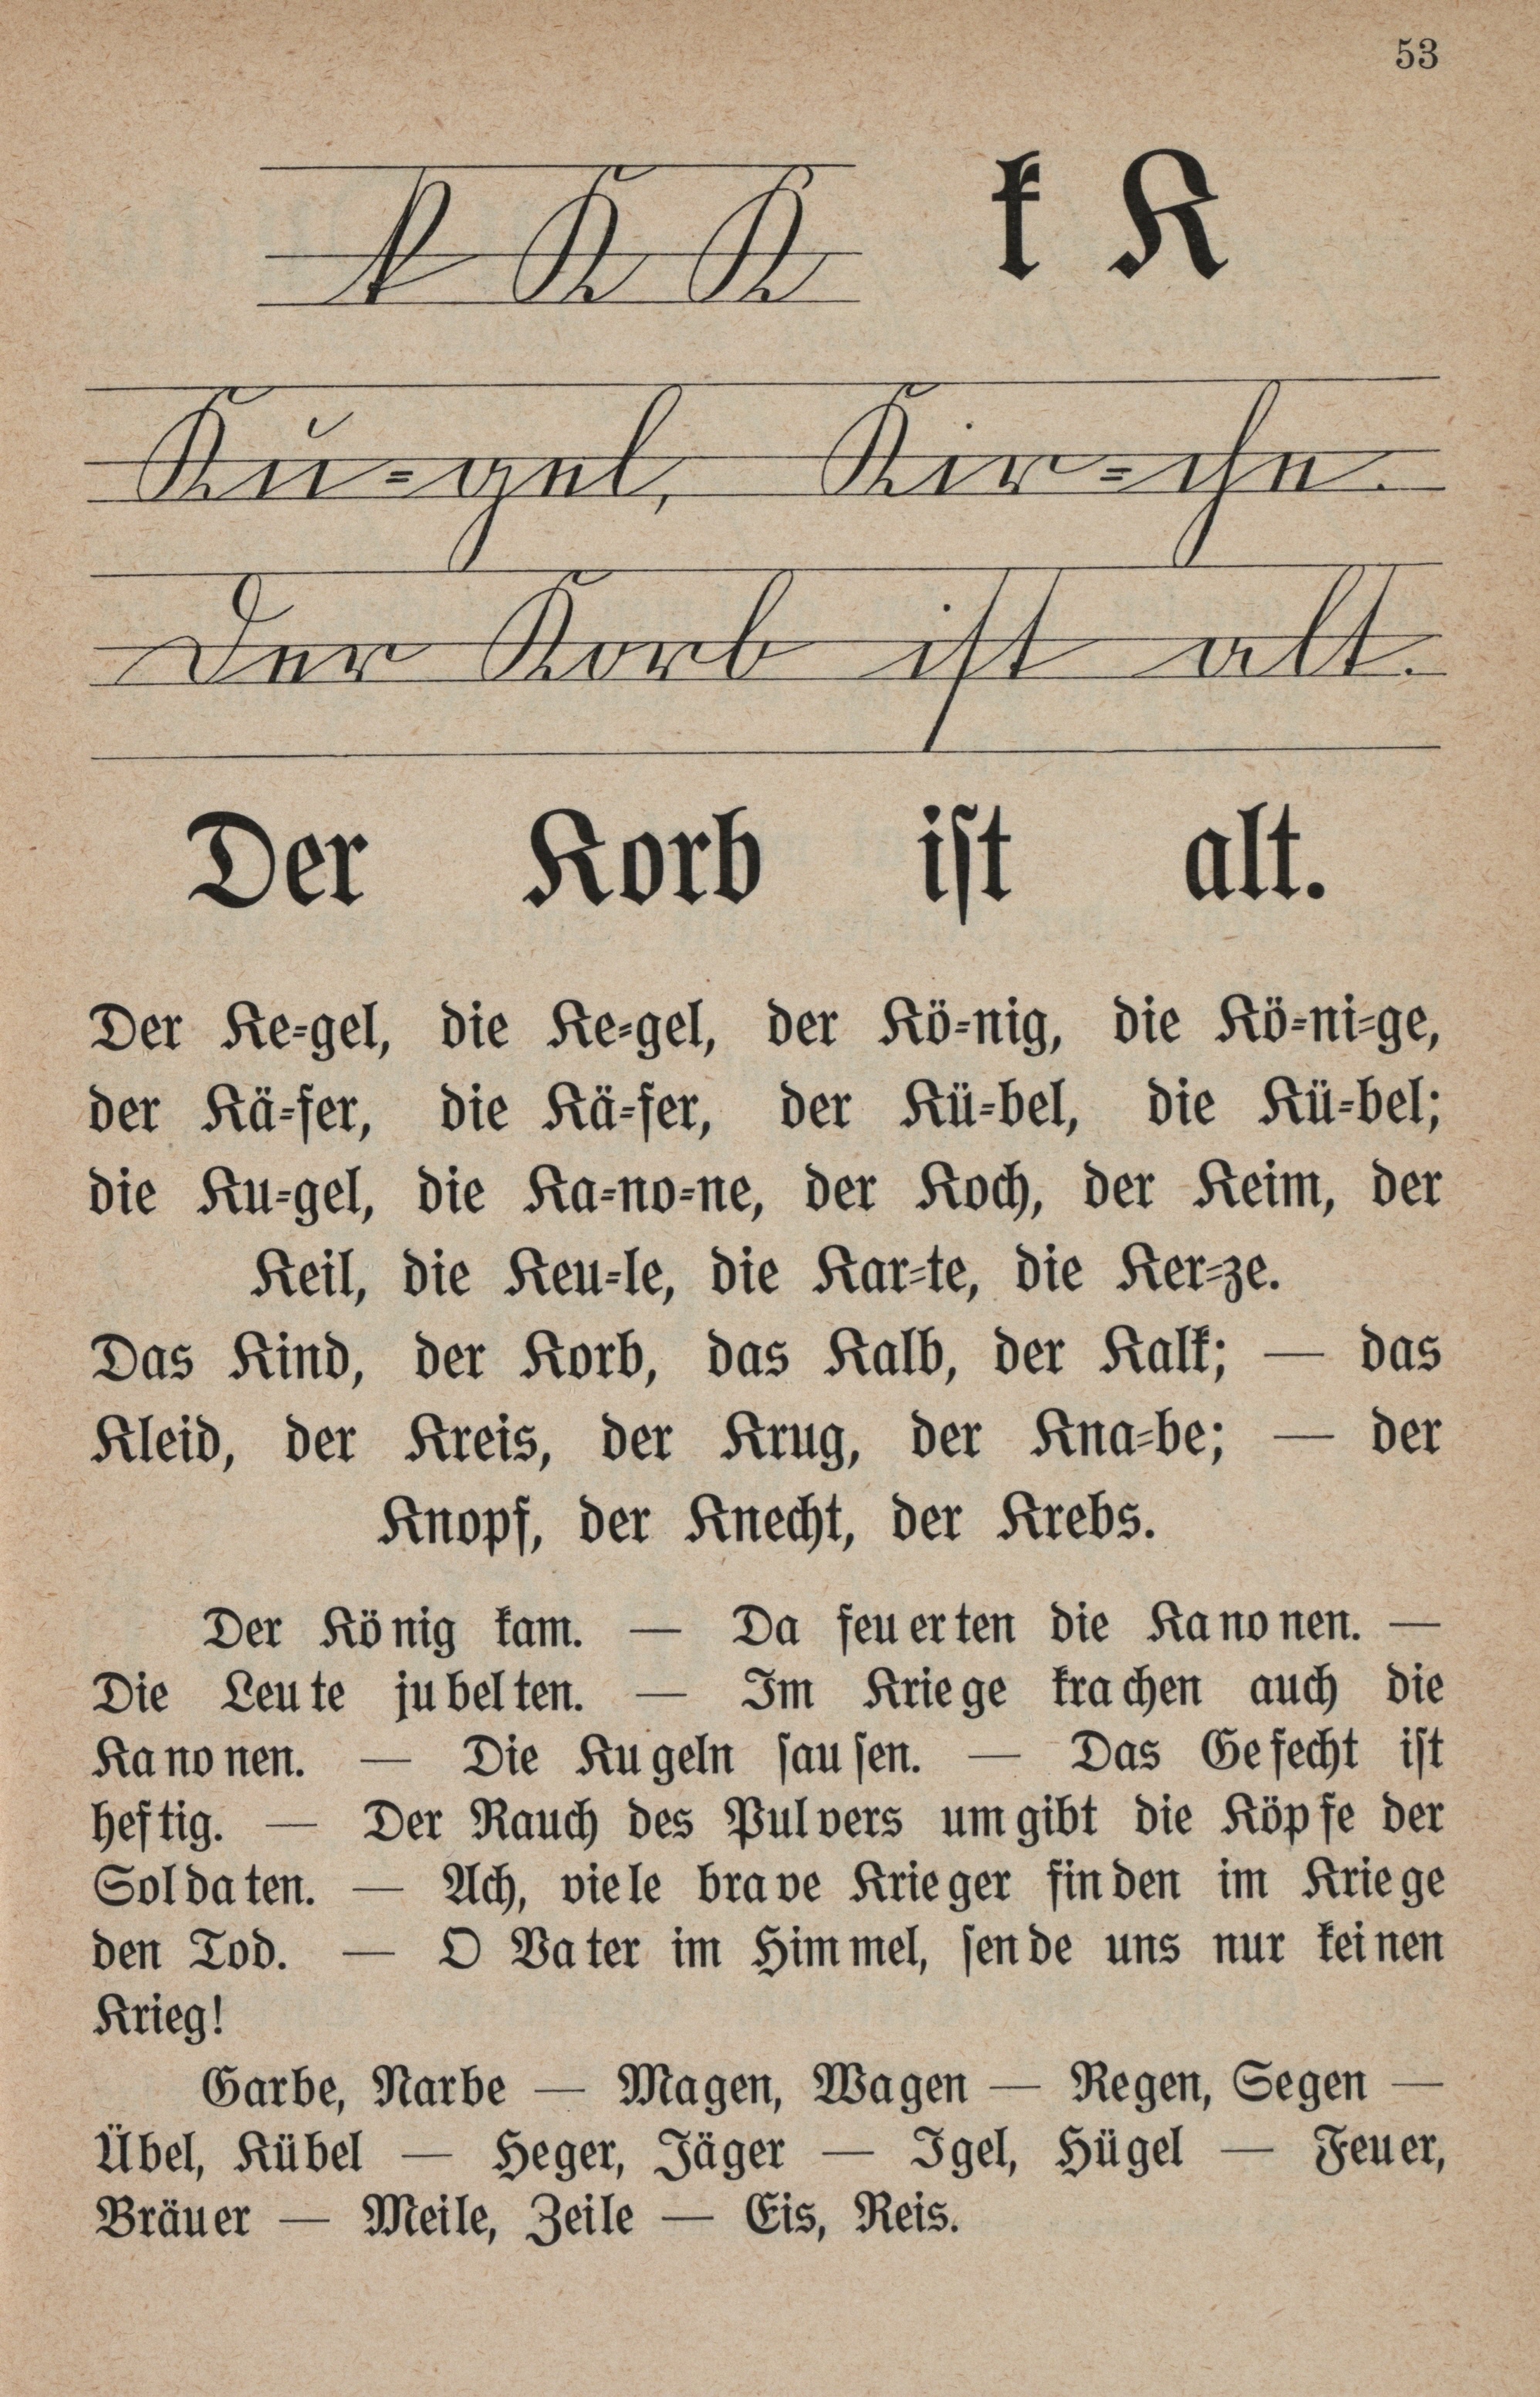 53
k K K k K
Ku-gel, Kir-che.
Der Korb ist alt.
Der Korb ist alt.
Der Ke-gel, die Ke-gel, der Kö-nig, die Kö-ni-ge,
der Kä-fer, die Kä-fer, der Kü-bel, die Kü-bel;
die Ku-gel, die Ka-no-ne, der Koch, der Keim, der
Keil, die Keu-le, die Kar-te, die Ker-ze.
Das Kind, der Korb, das Kalb, der Kalk; — das
Kleid, der Kreis, der Krug, der Kna-be; — der
Knopf, der Knecht, der Krebs.
Der Kö nig kam. — Da feu er ten die Ka no nen. —
Die Leu te ju bel ten. — Im Krie ge kra chen auch die
Ka no nen. — Die Ku geln ſau ſen. — Das Ge fecht iſt
hef tig. — Der Rauch des Pul vers um gibt die Köp fe der
Sol da ten. — Ach, vie le bra ve Krie ger fin den im Krie ge
den Tod. — O Va ter im Him mel, ſen de uns nur kei nen
Krieg!
Garbe, Narbe — Magen, Wagen — Regen, Segen —
Übel, Kübel — Heger, Jäger — Igel, Hügel — Feuer,
Bräuer — Meile, Zeile — Eis, Reis.